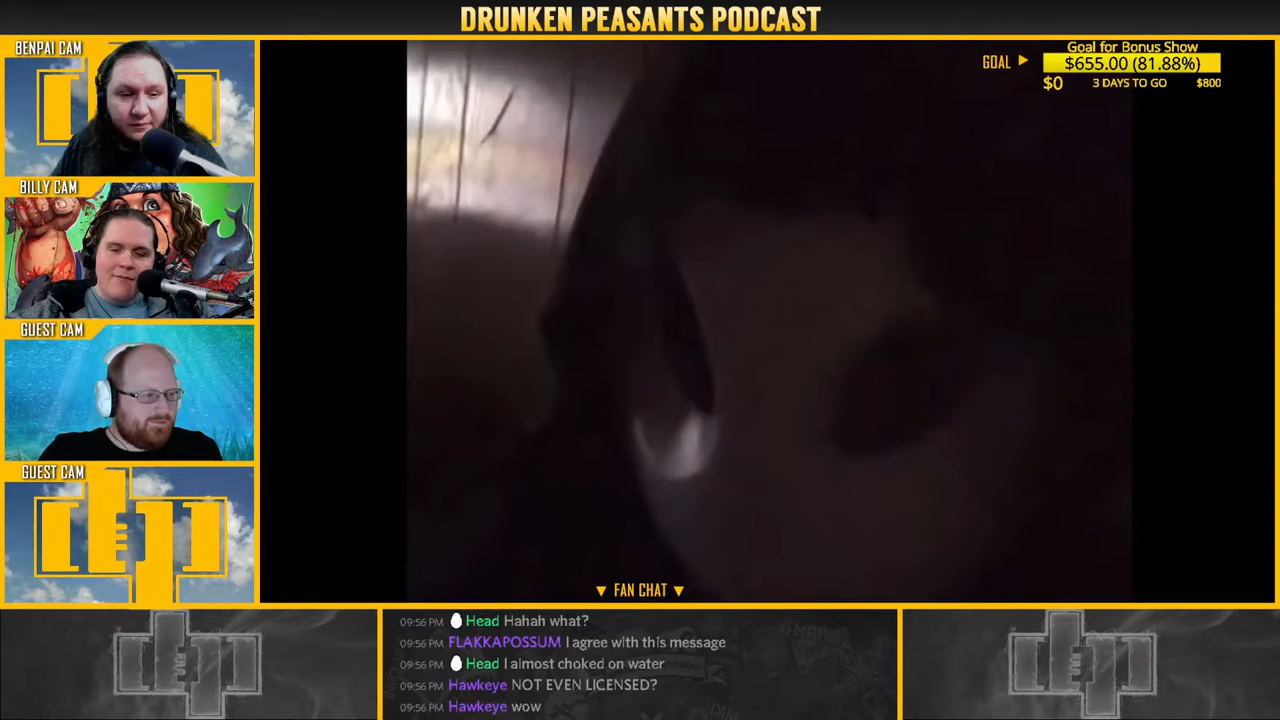 DRUNKEN PEASANTS PODCAST
BENPAI CAM
BILLY CAM
GUEST CAM
GUEST CAM
GOAL ▶
Goal for Bonus Show
$655.00 (81.88%)
$0 3 DAYS TO GO $800
▼ FAN CHAT ▼
09:56 PM Head Hahah what?
09:56 PM FLAKKAPOSSUM I agree with this message
09:56 PM Head I almost choked on water
09:56 PM Hawkeye NOT EVEN LICENSED?
09:56 PM Hawkeye wow